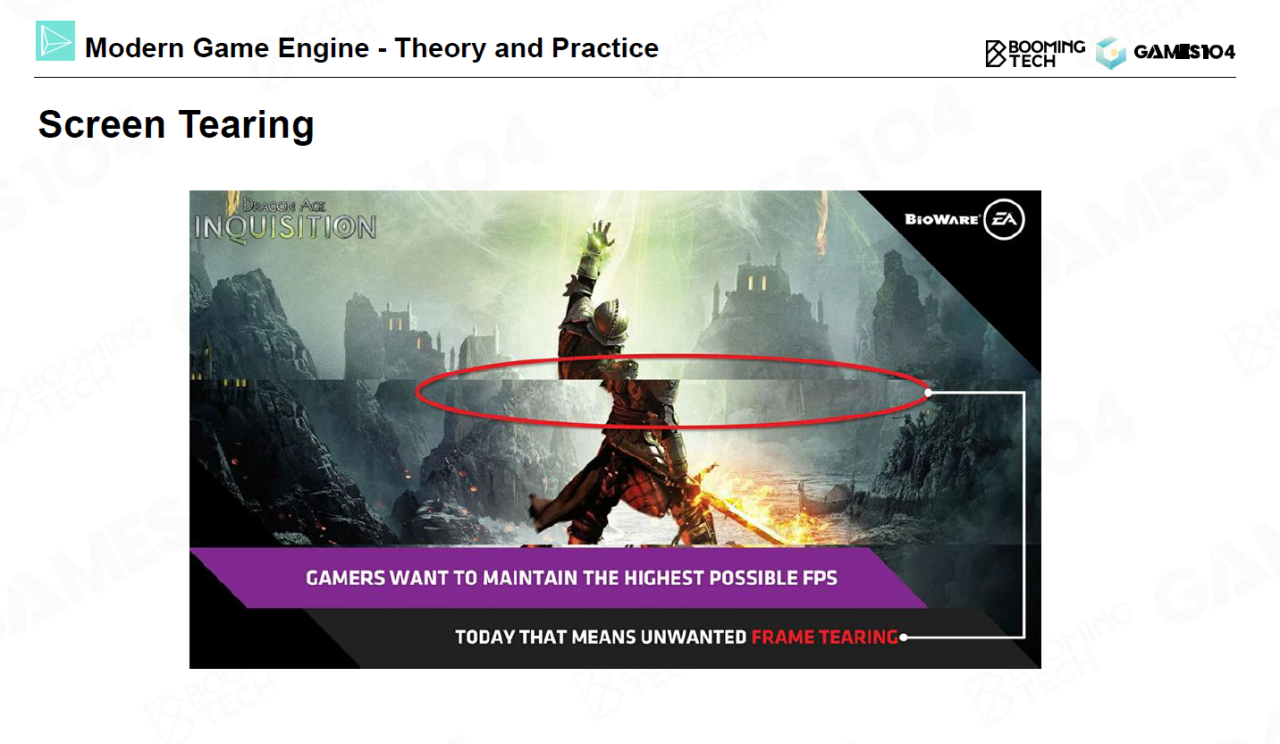 Modern Game Engine - Theory and Practice
BOOMING
TECH
GAMES104
Screen Tearing
DRAGON AGE
INQUISITION
BIOWARE
EA
GAMERS WANT TO MAINTAIN THE HIGHEST POSSIBLE FPS
TODAY THAT MEANS UNWANTED FRAME TEARING